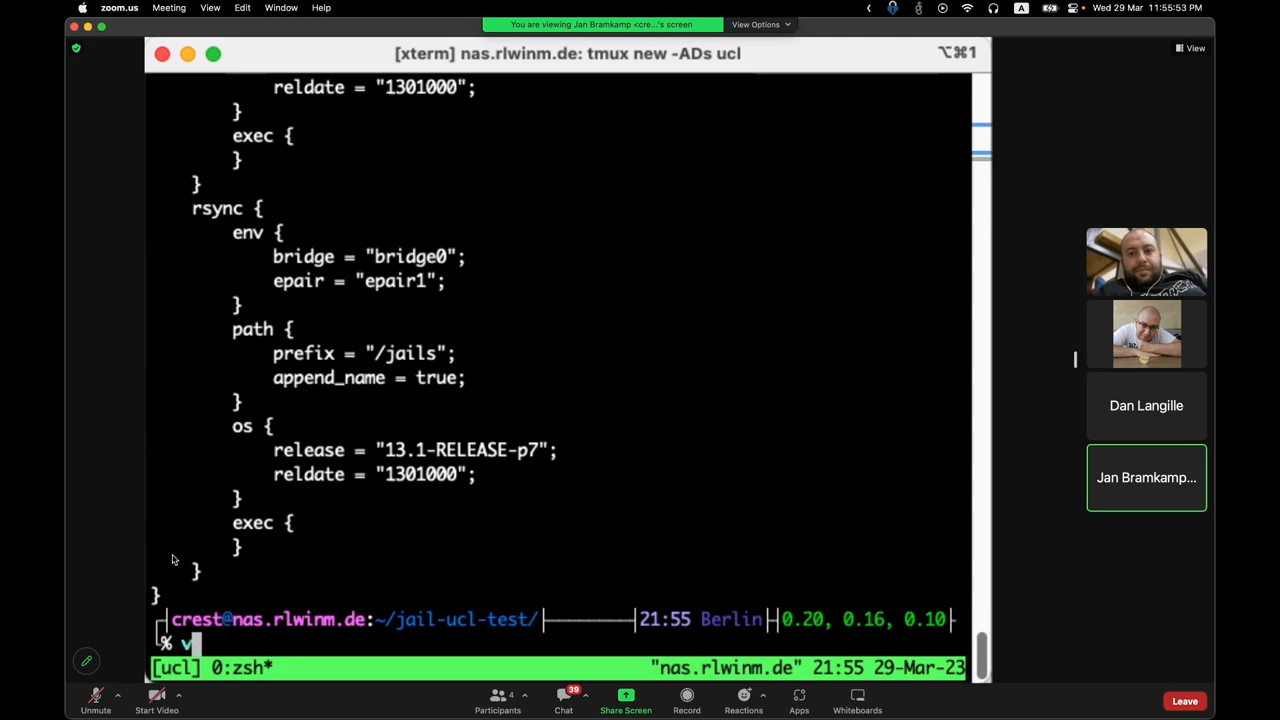 zoom.us Meeting View Edit Window Help
A Wed 29 Mar 11:55:53 PM
You are viewing Jan Bramkamp <cre...'s screen View Options
View
[xterm] nas.rlwinm.de: tmux new -ADs ucl ⌥⌘1
reldate = "1301000";
}
exec {
}
}
rsync {
env {
bridge = "bridge0";
epair = "epair1";
}
path {
prefix = "/jails";
append_name = true;
}
os {
release = "13.1-RELEASE-p7";
reldate = "1301000";
}
exec {
}
}
}
crest@nas.rlwinm.de:~/jail-ucl-test/ 21:55 Berlin 0.20, 0.16, 0.10
% v
[ucl] 0:zsh* "nas.rlwinm.de" 21:55 29-Mar-23
Dan Langille
Jan Bramkamp...
Unmute Start Video Participants 4 Chat 39 Share Screen Record Reactions Apps Whiteboards Leave